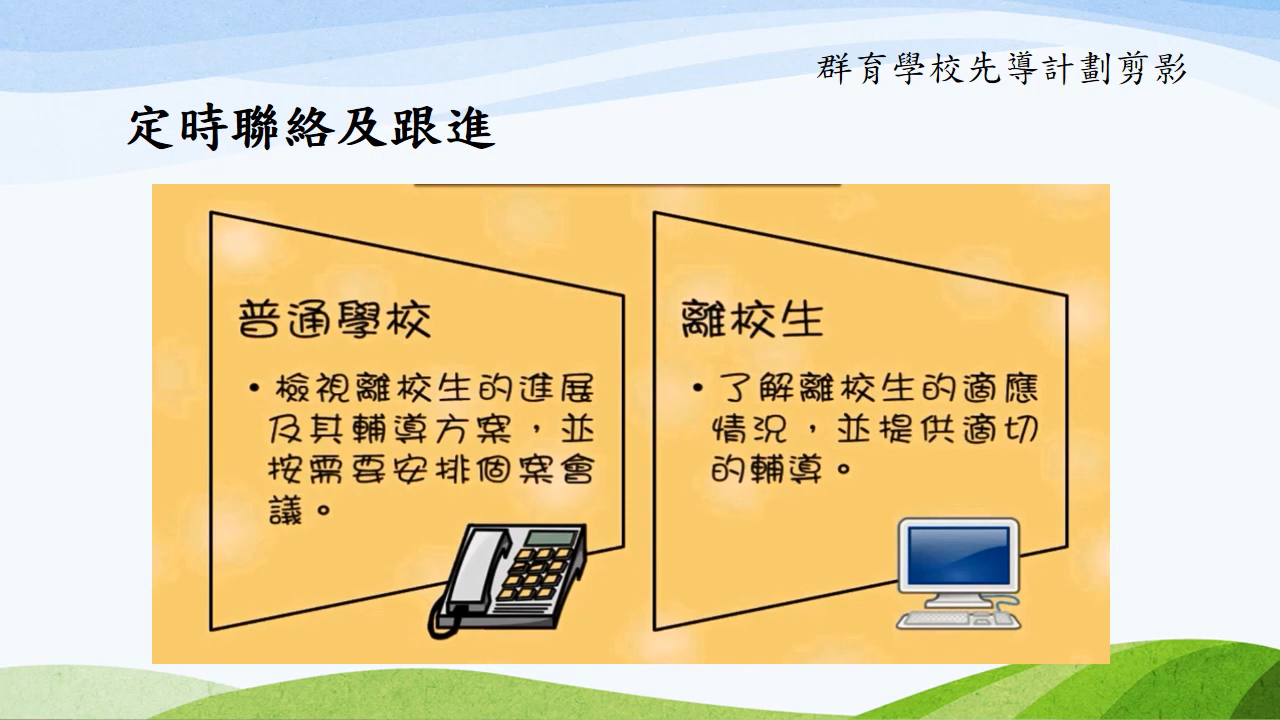 群育學校先導計劃剪影
定時聯絡及跟進
普通學校
• 檢視離校生的進展
及其輔導方案，並
按需要安排個案會
議。
離校生
• 了解離校生的適應
情況，並提供適切
的輔導。